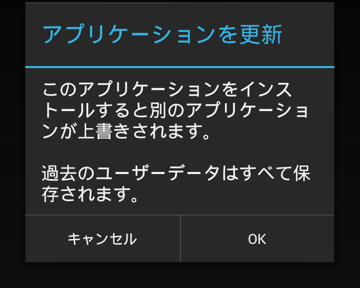 アプリケーションを更新
このアプリケーションをインス
トールすると別のアプリケーショ
ンが上書きされます。
過去のユーザーデータはすべて保
存されます。
キャンセル
OK